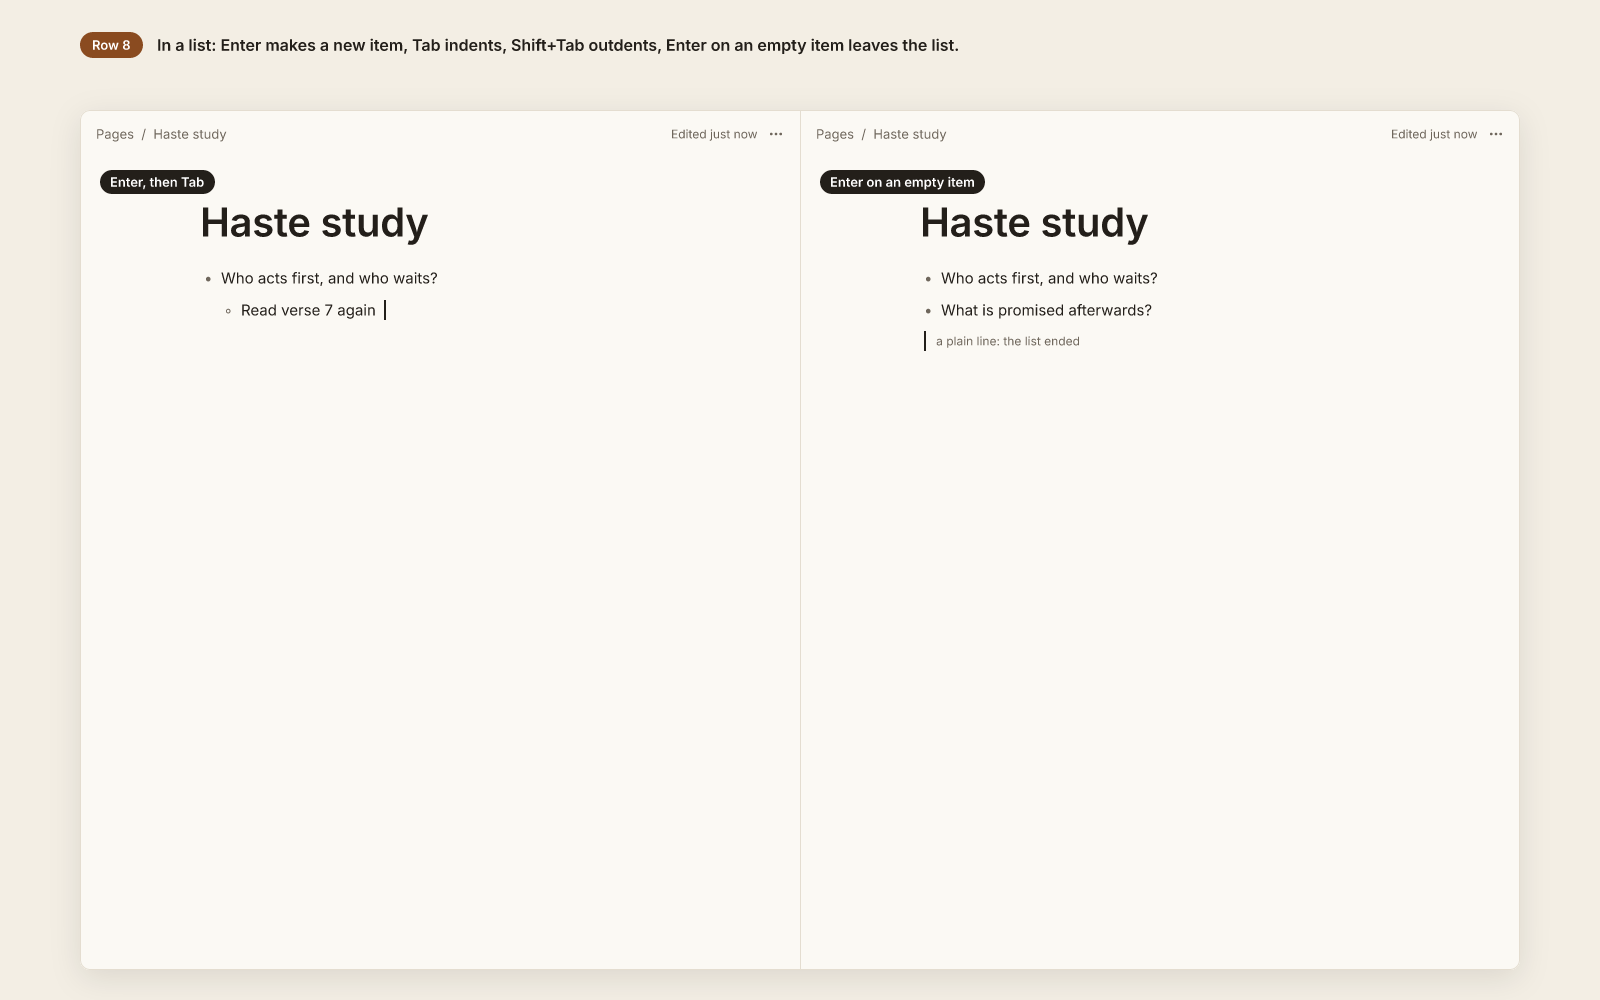 Row 8
In a list: Enter makes a new item, Tab indents, Shift+Tab outdents, Enter on an empty item leaves the list.
Pages / Haste study
Edited just now
Enter, then Tab
Haste study
Who acts first, and who waits?
Read verse 7 again
Pages / Haste study
Edited just now
Enter on an empty item
Haste study
Who acts first, and who waits?
What is promised afterwards?
a plain line: the list ended